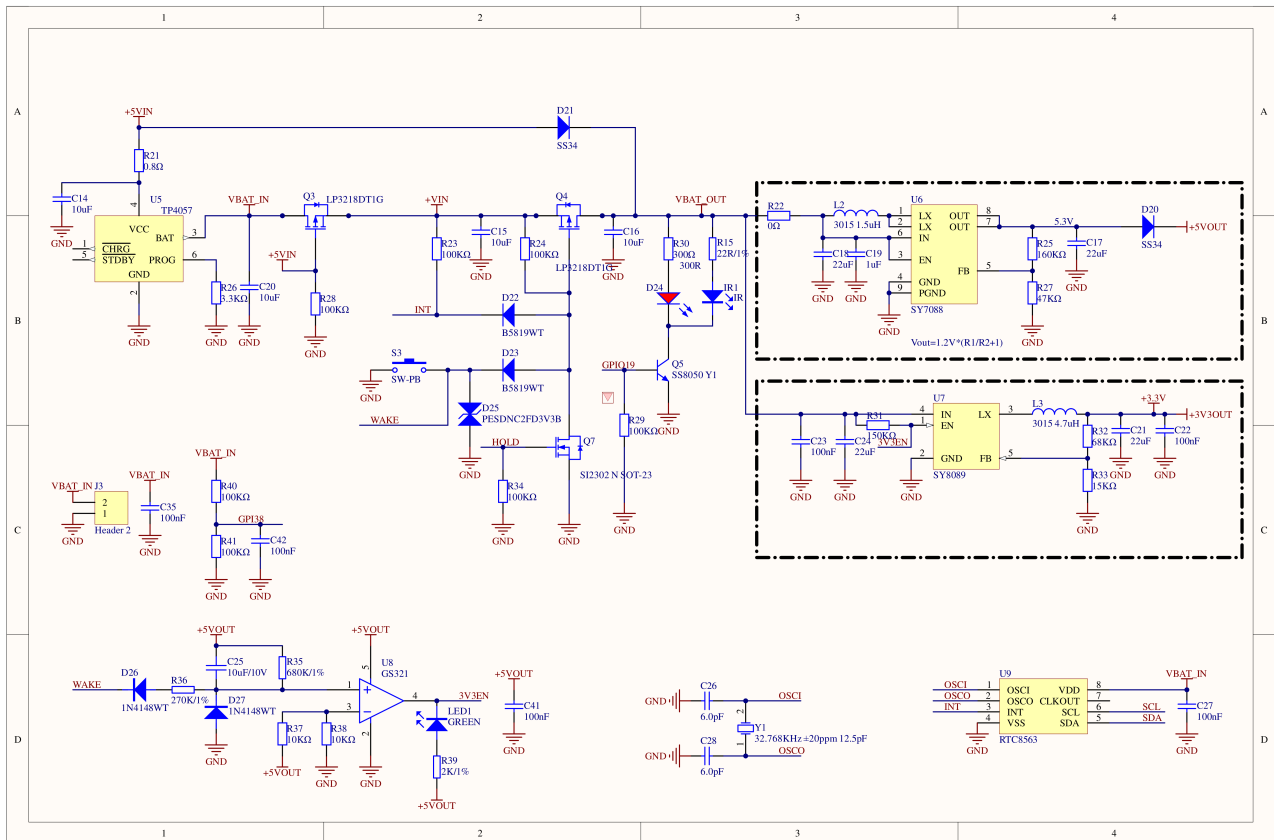 1
2
3
4
A
A
+5VIN
D21
SS34
R21
0.8Ω
C14
10uF
GND
U5
TP4057
4
VCC
BAT
3
1
CHRG
5
STDBY
PROG
6
GND
2
GND
R26
3.3KΩ
GND
VBAT_IN
C20
10uF
GND
Q3
LP3218DT1G
+5VIN
R28
100KΩ
GND
+VIN
R23
100KΩ
C15
10uF
GND
R24
100KΩ
Q4
LP3218DT1G
C16
10uF
GND
VBAT_OUT
R30
300Ω
300R
R15
22R/1%
D24
IR1
IR
INT
D22
B5819WT
S3
SW-PB
GND
D23
B5819WT
WAKE
D25
PESDNC2FD3V3B
GND
HOLD
R34
100KΩ
GND
Q7
SI2302 N SOT-23
GND
GPIO19
Q5
SS8050 Y1
GND
R29
100KΩ
GND
R22
0Ω
L2
3015 1.5uH
C18
22uF
GND
C19
1uF
GND
U6
1
LX
OUT
8
2
LX
OUT
7
6
IN
3
EN
FB
5
4
GND
9
PGND
SY7088
GND
5.3V
R25
160KΩ
R27
47KΩ
GND
C17
22uF
GND
D20
SS34
+5VOUT
Vout=1.2V*(R1/R2+1)
B
B
C23
100nF
GND
C24
22uF
GND
R31
150KΩ
3V3EN
U7
4
IN
LX
3
1
EN
2
GND
FB
5
SY8089
GND
L3
3015 4.7uH
+3.3V
+3V3OUT
R32
68KΩ
R33
15KΩ
GND
C21
22uF
GND
C22
100nF
GND
C
C
VBAT_IN
J3
2
1
Header 2
GND
VBAT_IN
C35
100nF
GND
VBAT_IN
R40
100KΩ
GPI38
R41
100KΩ
GND
C42
100nF
GND
+5VOUT
C25
10uF/10V
R35
680K/1%
WAKE
D26
1N4148WT
R36
270K/1%
D27
1N4148WT
GND
R37
10KΩ
+5VOUT
R38
10KΩ
GND
+5VOUT
U8
GS321
5
1
3
4
2
GND
3V3EN
LED1
GREEN
R39
2K/1%
+5VOUT
+5VOUT
C41
100nF
GND
GND
C26
6.0pF
OSCI
2
Y1
32.768KHz ±20ppm 12.5pF
1
GND
C28
6.0pF
OSCO
U9
OSCI
1
OSCI
VDD
8
OSCO
2
OSCO
CLKOUT
7
INT
3
INT
SCL
6
SCL
4
VSS
SDA
5
SDA
RTC8563
GND
VBAT_IN
C27
100nF
GND
D
D
1
2
3
4